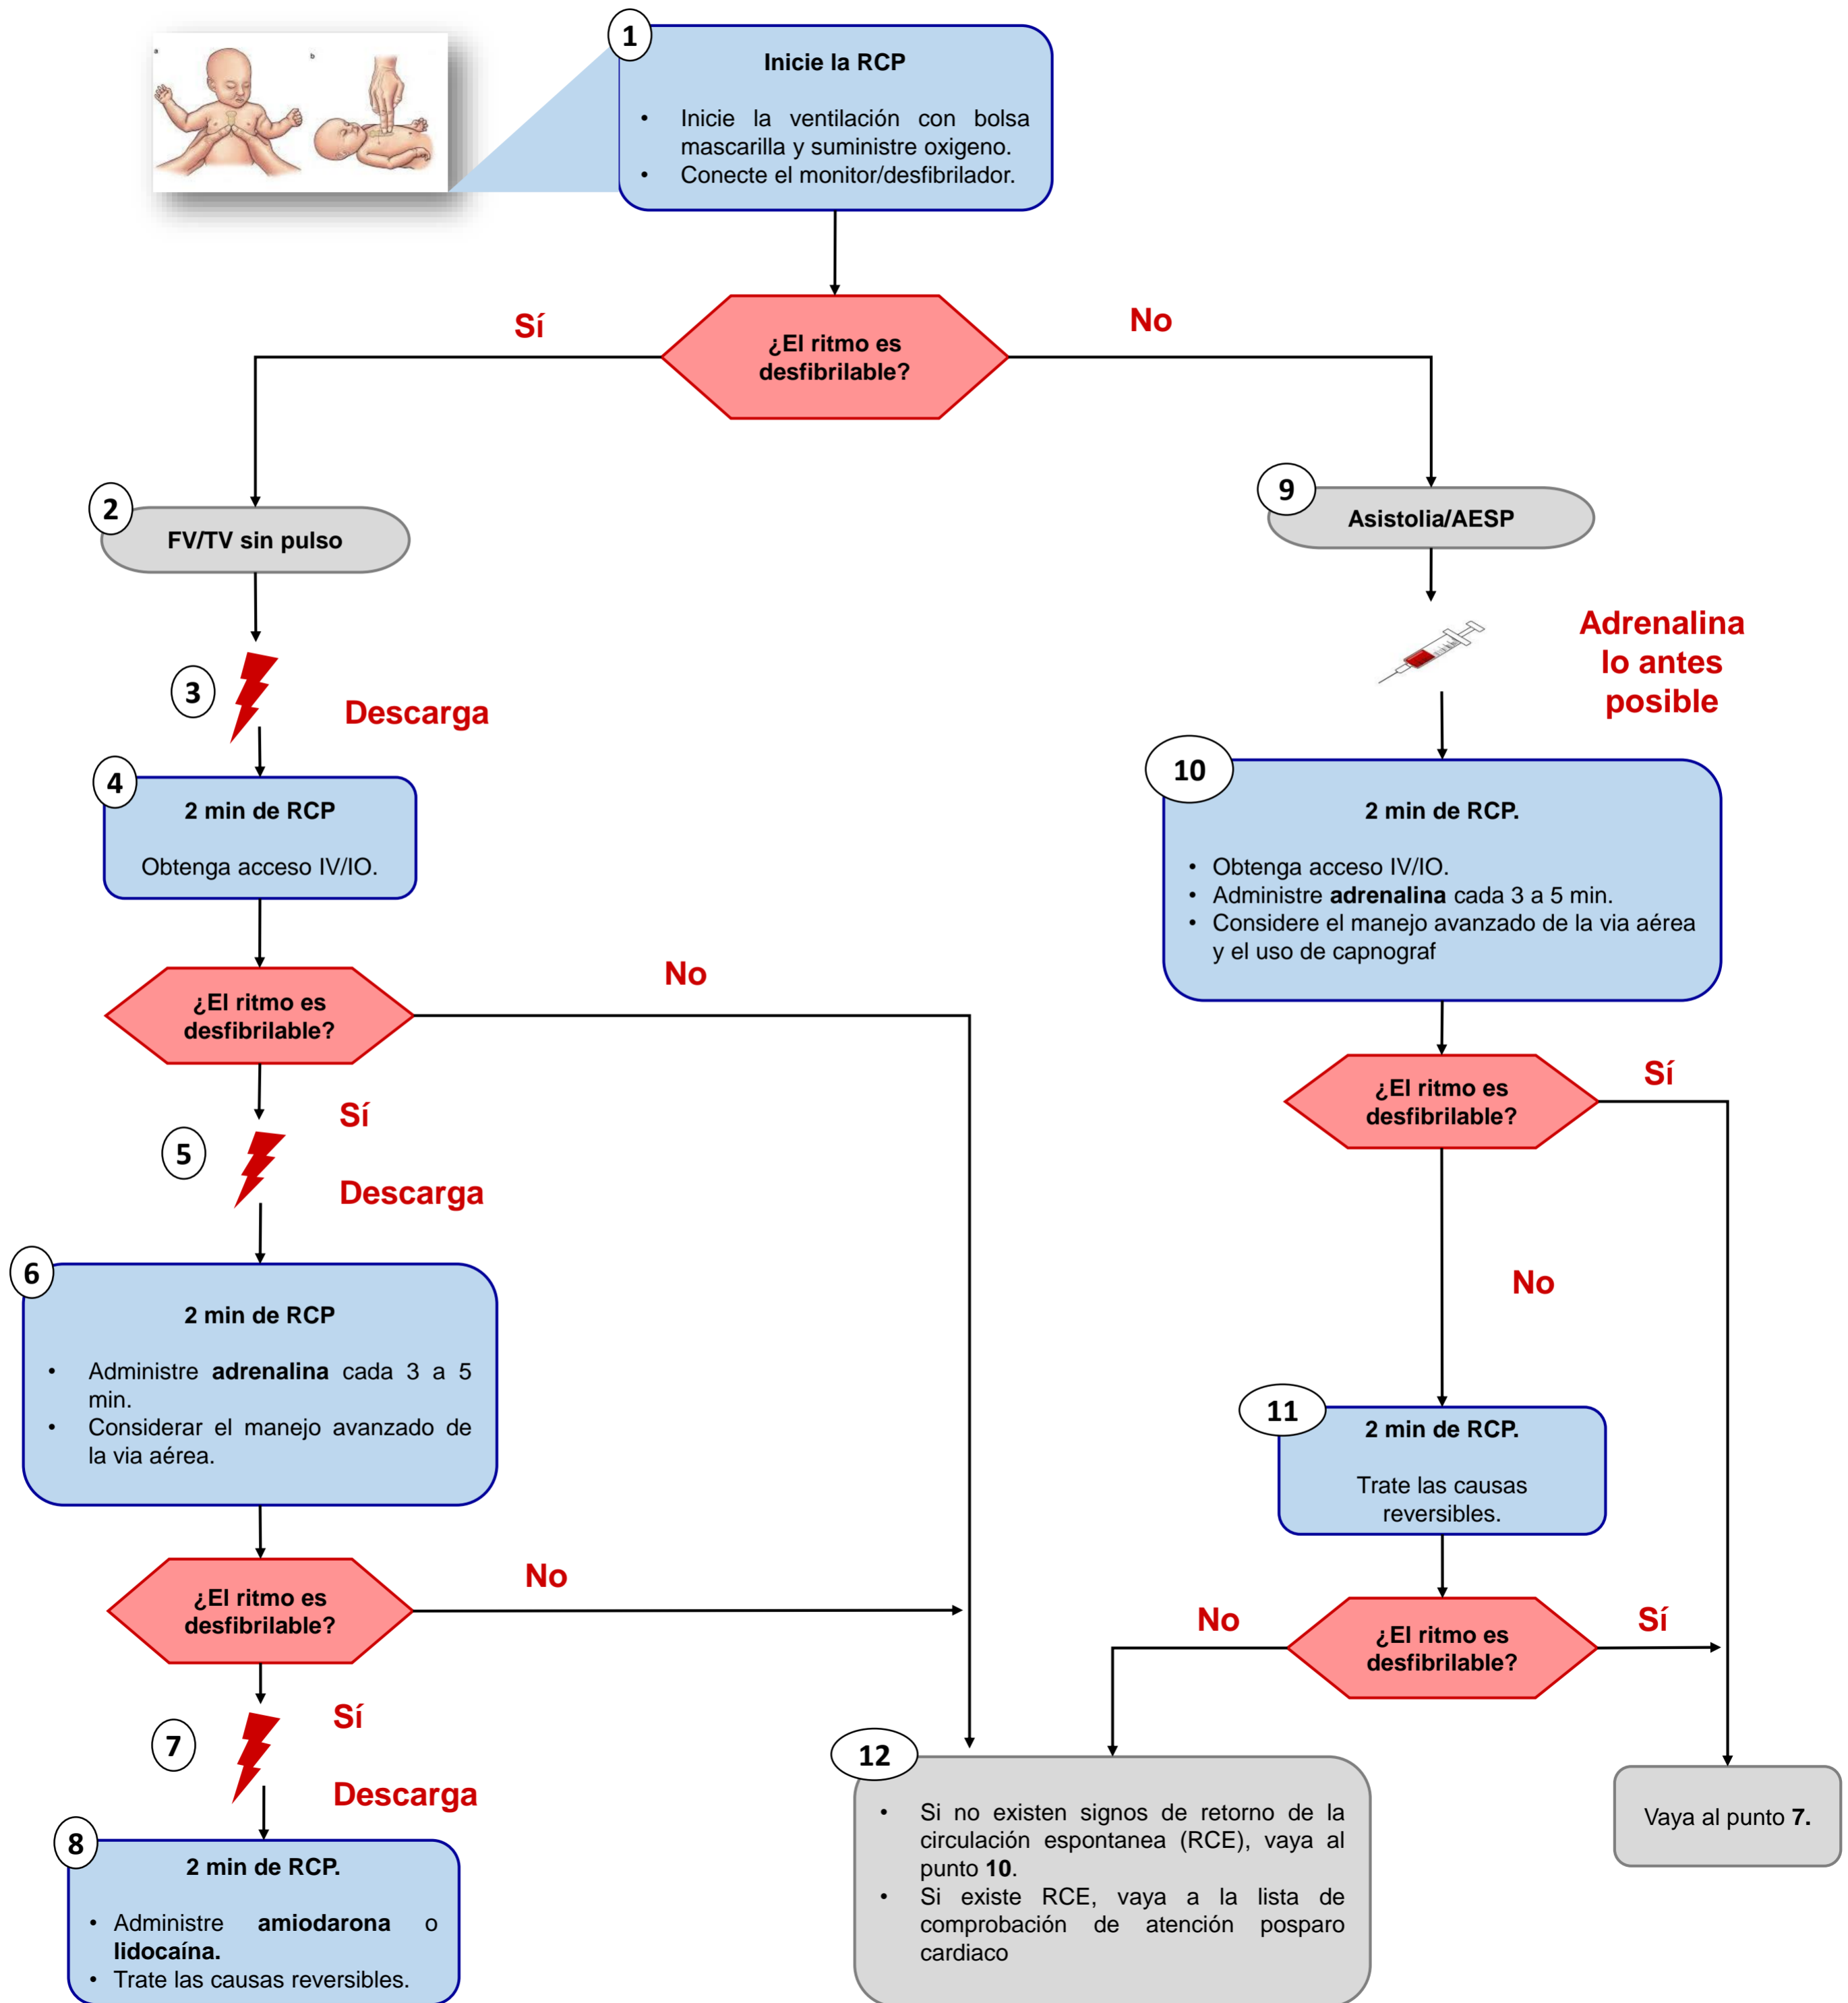 a
b
1
Inicie la RCP
• Inicie la ventilación con bolsa
mascarilla y suministre oxigeno.
• Conecte el monitor/desfibrilador.
¿El ritmo es
desfibrilable?
Sí
No
2
FV/TV sin pulso
3
Descarga
4
2 min de RCP
Obtenga acceso IV/IO.
¿El ritmo es
desfibrilable?
No
Sí
5
Descarga
6
2 min de RCP
• Administre adrenalina cada 3 a 5
min.
• Considerar el manejo avanzado de
la via aérea.
¿El ritmo es
desfibrilable?
No
Sí
7
Descarga
8
2 min de RCP.
• Administre amiodarona o
lidocaína.
• Trate las causas reversibles.
9
Asistolia/AESP
Adrenalina
lo antes
posible
10
2 min de RCP.
• Obtenga acceso IV/IO.
• Administre adrenalina cada 3 a 5 min.
• Considere el manejo avanzado de la via aérea
y el uso de capnograf
¿El ritmo es
desfibrilable?
Sí
No
11
2 min de RCP.
Trate las causas
reversibles.
¿El ritmo es
desfibrilable?
No
Sí
12
• Si no existen signos de retorno de la
circulación espontanea (RCE), vaya al
punto 10.
• Si existe RCE, vaya a la lista de
comprobación de atención posparo
cardiaco
Vaya al punto 7.